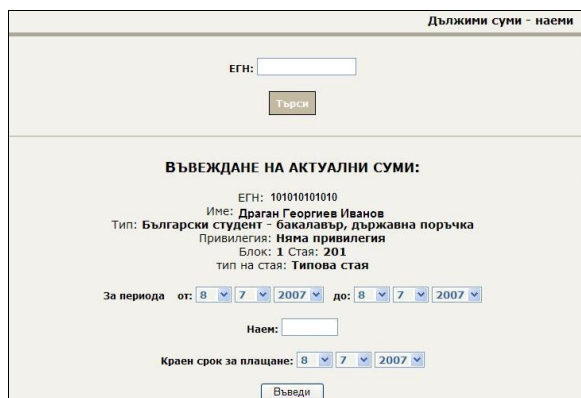 Дължими суми - наеми
ЕГН:
Търси
ВЪВЕЖДАНЕ НА АКТУАЛНИ СУМИ:
ЕГН: 101010101010
Име: Драган Георгиев Иванов
Тип: Български студент - бакалавър, държавна поръчка
Привилегия: Няма привилегия
Блок: 1 Стая: 201
тип на стая: Типова стая
За периода от: 8 7 2007 до: 8 7 2007
Наем:
Краен срок за плащане: 8 7 2007
Въведи